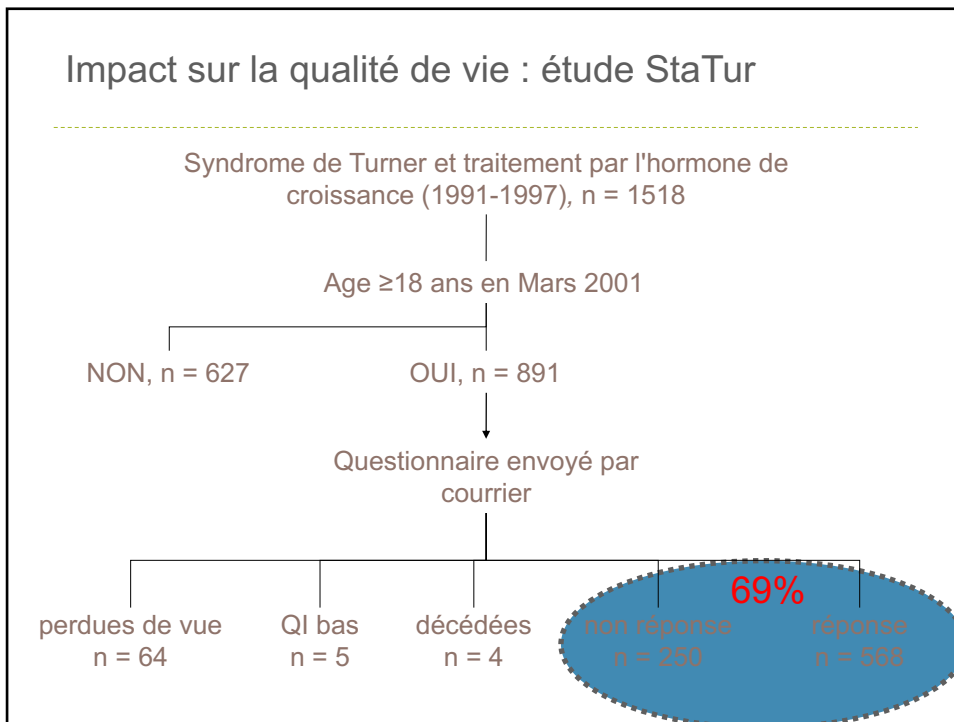 Impact sur la qualité de vie : étude StaTur
Syndrome de Turner et traitement par l'hormone de
croissance (1991-1997), n = 1518
Age ≥18 ans en Mars 2001
NON, n = 627
OUI, n = 891
Questionnaire envoyé par
courrier
69%
perdues de vue
n = 64
QI bas
n = 5
décédées
n = 4
non réponse
n = 250
réponse
n = 568